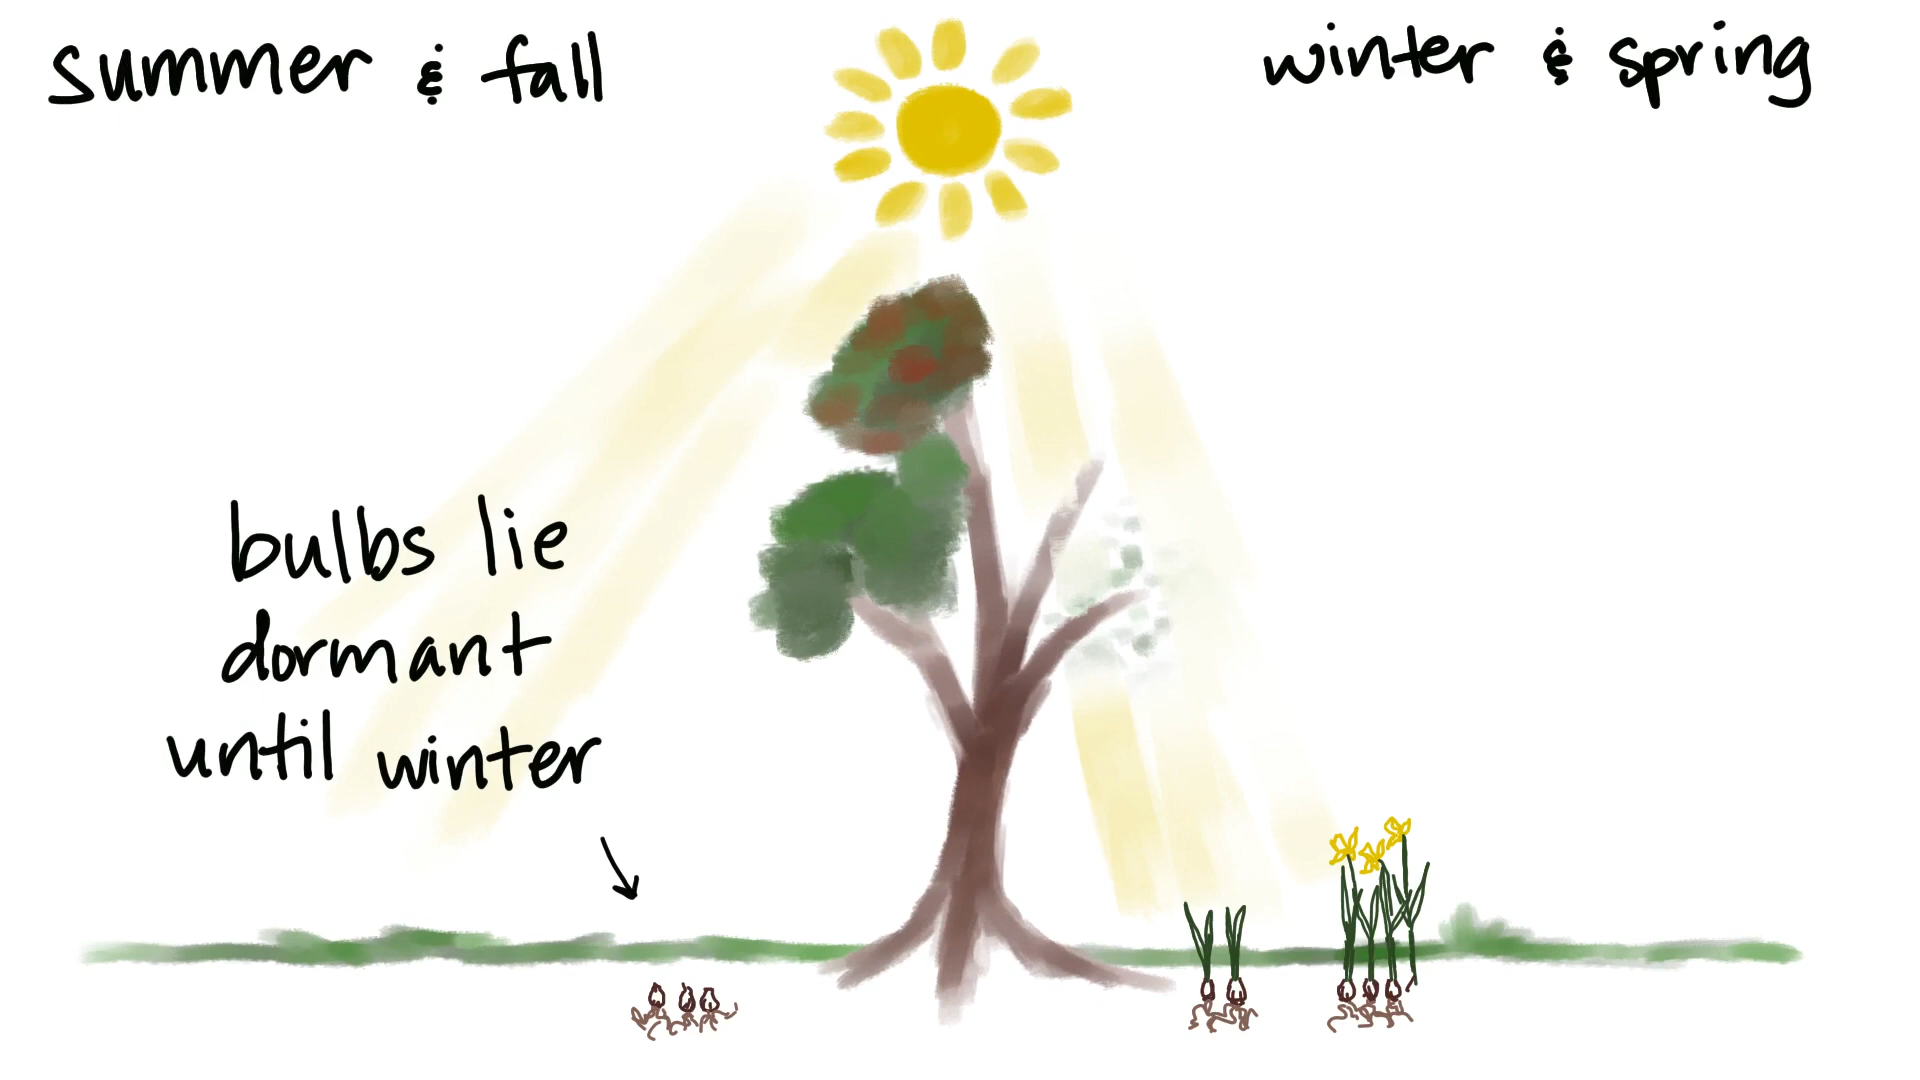 summer & fall
winter & spring
bulbs lie
dormant
until winter